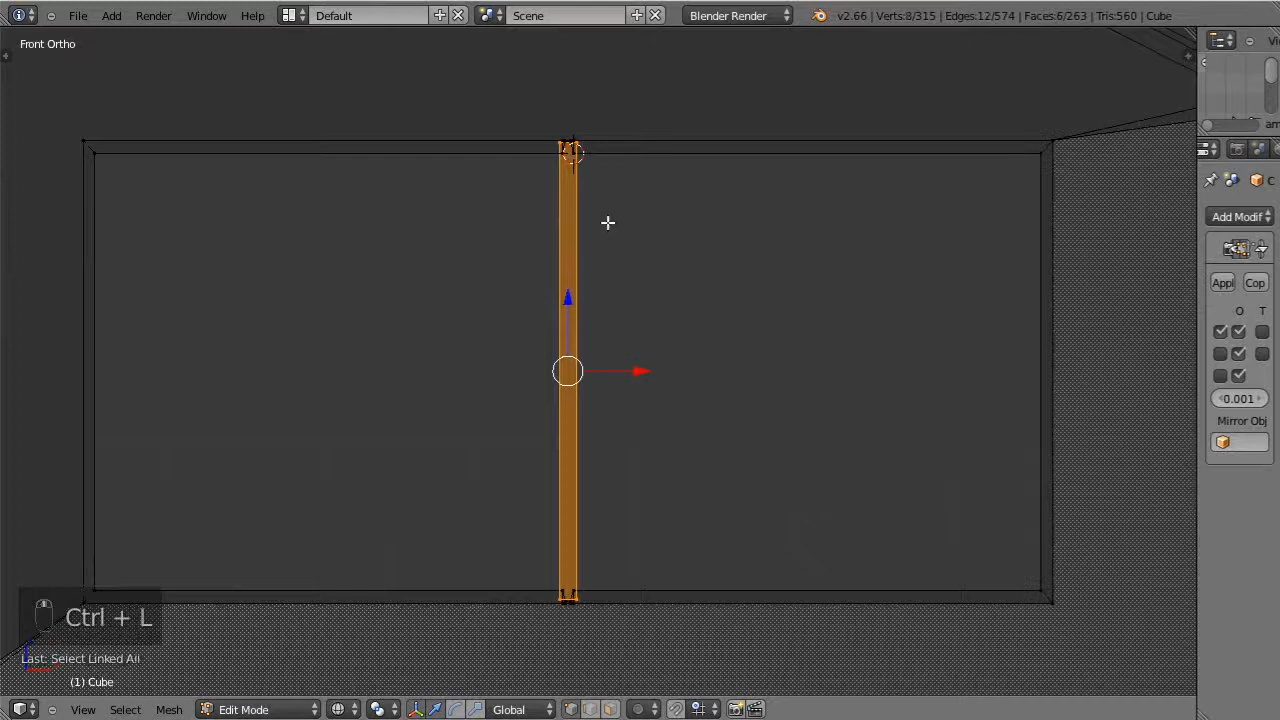 File Add Render Window Help Default Scene Blender Render v2.66 | Verts:8/315 | Edges:12/574 | Faces:6/263 | Tris:560 | Cube
Front Ortho
Vi
am
C
Add Modif
Appl Cop
O T
0.001
Mirror Obj
Ctrl + L
Last: Select Linked All
(1) Cube
View Select Mesh Edit Mode Global